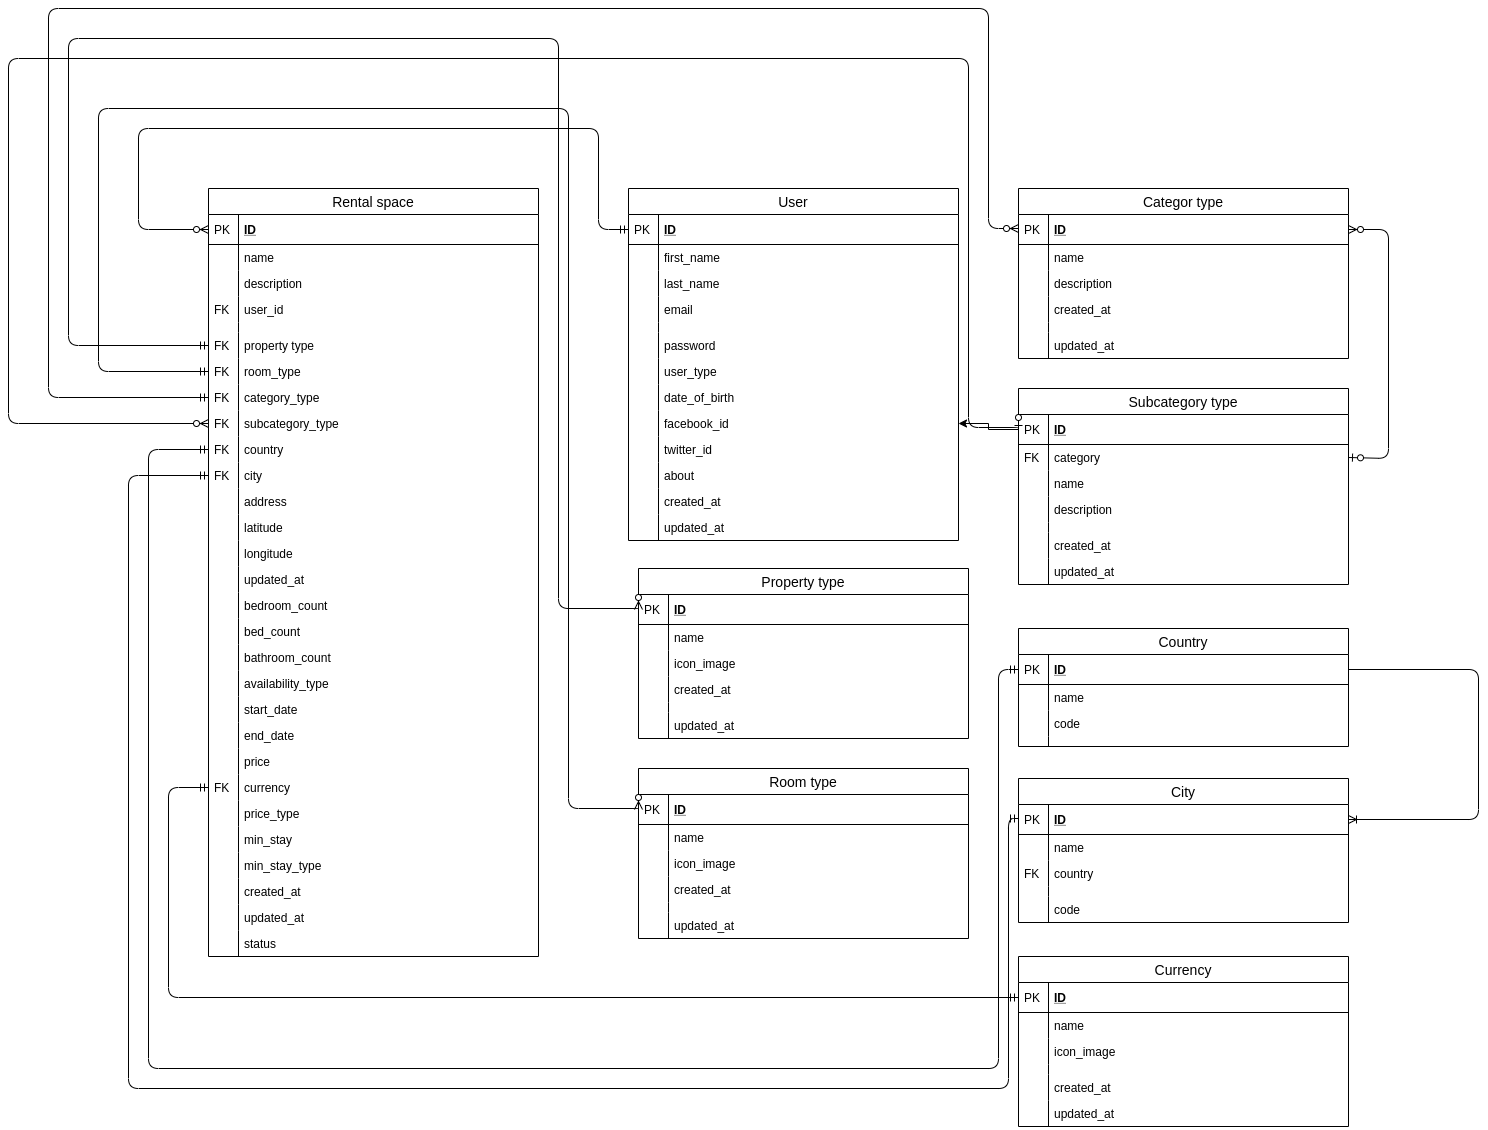 Rental space
PK ID
name
description
FK user_id
FK property type
FK room_type
FK category_type
FK subcategory_type
FK country
FK city
address
latitude
longitude
updated_at
bedroom_count
bed_count
bathroom_count
availability_type
start_date
end_date
price
FK currency
price_type
min_stay
min_stay_type
created_at
updated_at
status
User
PK ID
first_name
last_name
email
password
user_type
date_of_birth
facebook_id
twitter_id
about
created_at
updated_at
Property type
PK ID
name
icon_image
created_at
updated_at
Room type
PK ID
name
icon_image
created_at
updated_at
Categor type
PK ID
name
description
created_at
updated_at
Subcategory type
PK ID
FK category
name
description
created_at
updated_at
Country
PK ID
name
code
City
PK ID
name
FK country
code
Currency
PK ID
name
icon_image
created_at
updated_at